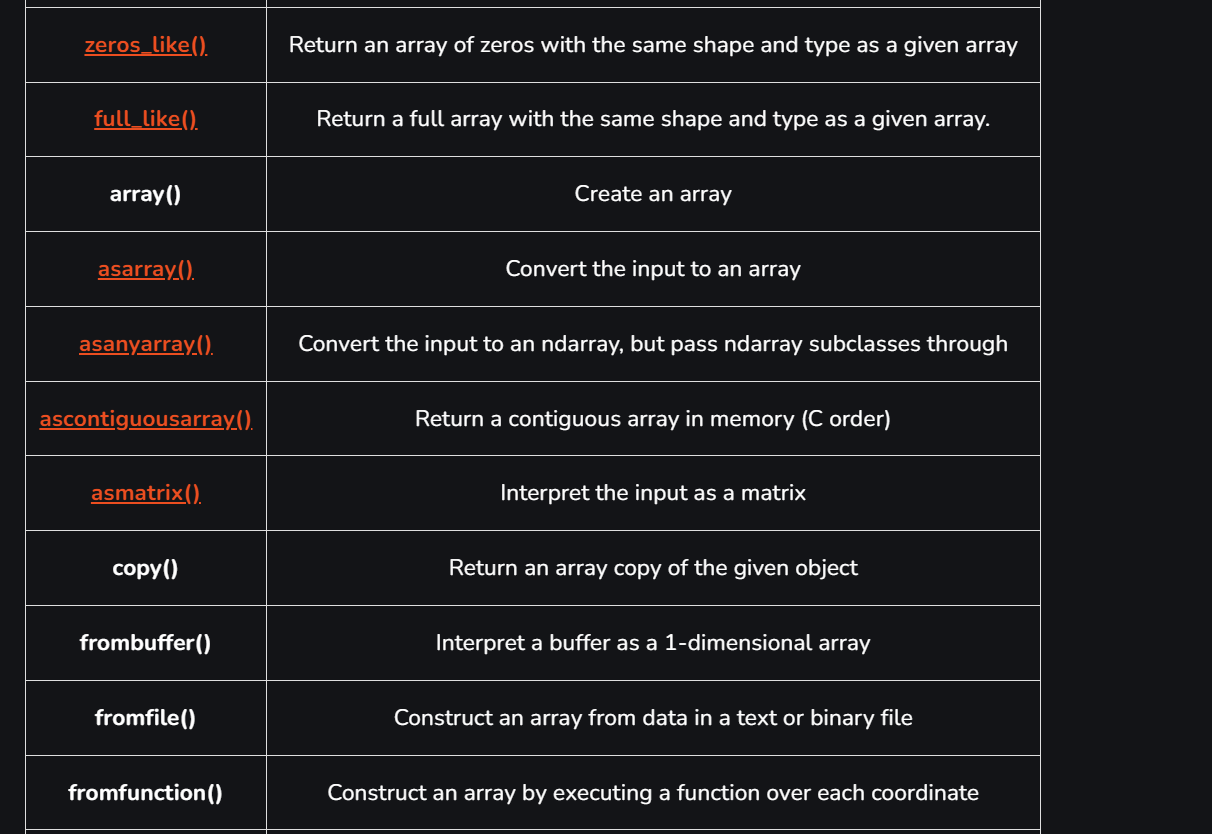 zeros_like() Return an array of zeros with the same shape and type as a given array
full_like() Return a full array with the same shape and type as a given array.
array() Create an array
asarray() Convert the input to an array
asanyarray() Convert the input to an ndarray, but pass ndarray subclasses through
ascontiguousarray() Return a contiguous array in memory (C order)
asmatrix() Interpret the input as a matrix
copy() Return an array copy of the given object
frombuffer() Interpret a buffer as a 1-dimensional array
fromfile() Construct an array from data in a text or binary file
fromfunction() Construct an array by executing a function over each coordinate